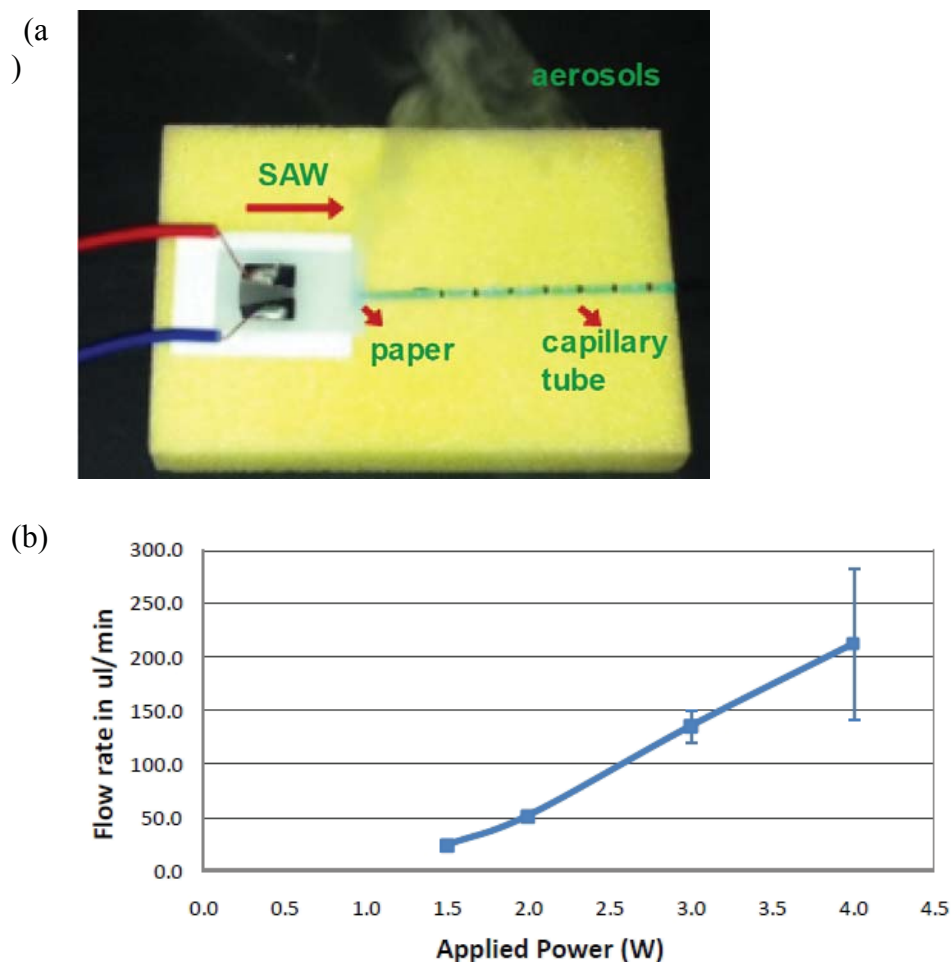 (a
)
aerosols
SAW
paper
capillary
tube
(b)
300.0
250.0
200.0
150.0
100.0
50.0
0.0
Flow rate in ul/min
0.0 0.5 1.0 1.5 2.0 2.5 3.0 3.5 4.0 4.5
Applied Power (W)